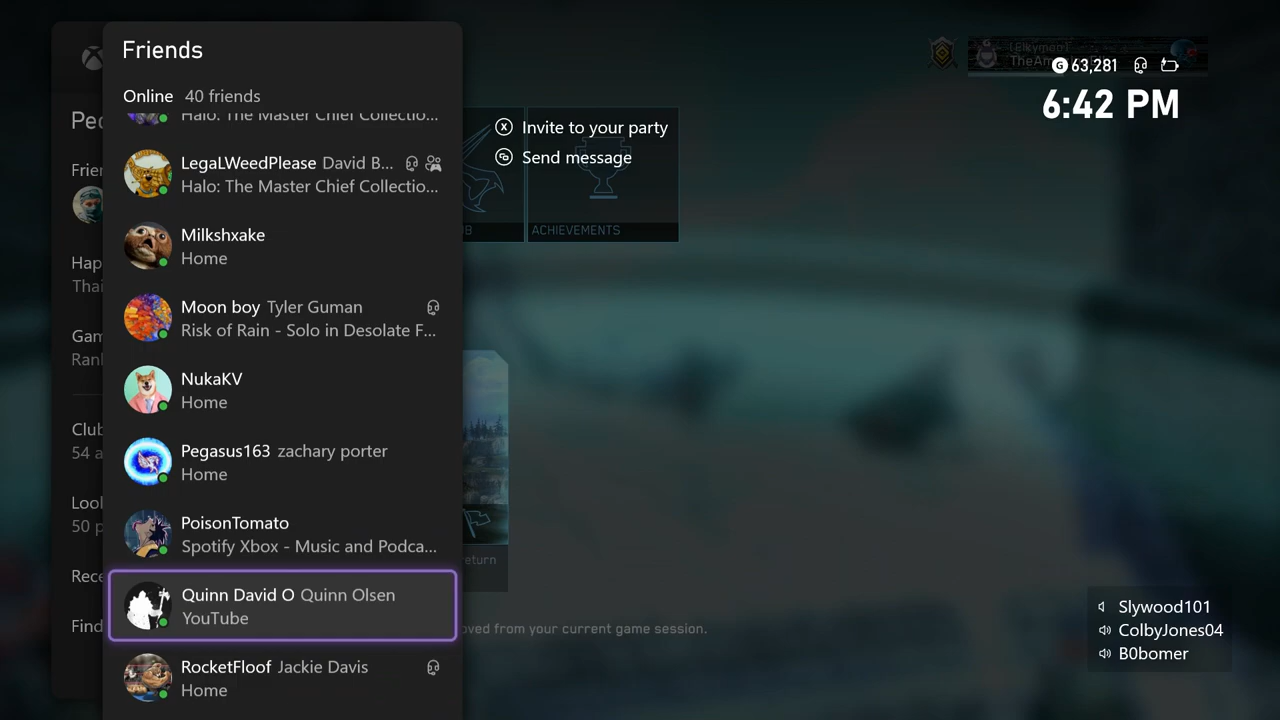 Friends
Online 40 friends
Halo: The Master Chief Collectio...
LegaLWeedPlease David B...
Halo: The Master Chief Collectio...
Milkshxake
Home
Moon boy Tyler Guman
Risk of Rain - Solo in Desolate F...
NukaKV
Home
Pegasus163 zachary porter
Home
PoisonTomato
Spotify Xbox - Music and Podca...
Quinn David O Quinn Olsen
YouTube
RocketFloof Jackie Davis
Home
Invite to your party
Send message
ACHIEVEMENTS
G 63,281
6:42 PM
from your current game session.
Slywood101
ColbyJones04
B0bomer